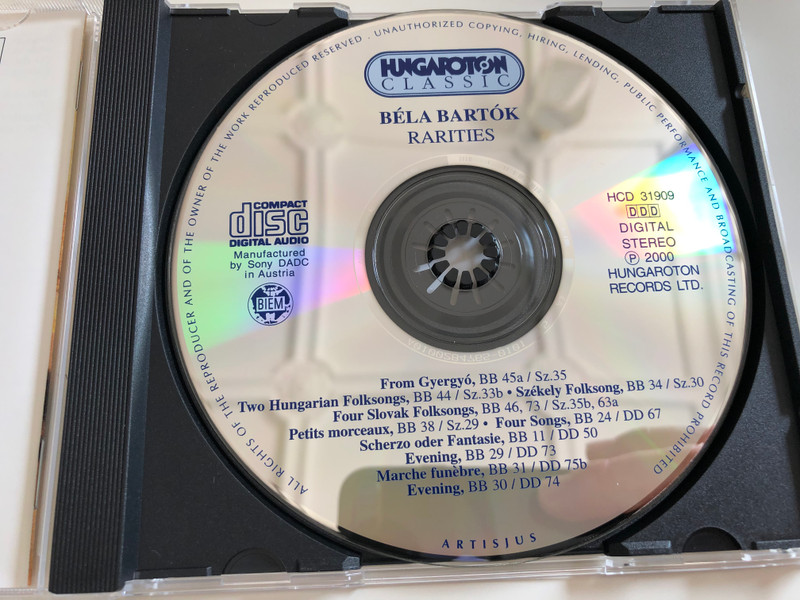 HUNGAROTON
CLASSIC
BÉLA BARTÓK
RARITIES
COMPACT
disc
DIGITAL AUDIO
Manufactured
by Sony DADC
in Austria
BIEM
HCD 31909
DDD
DIGITAL
STEREO
Ⓟ 2000
HUNGAROTON
RECORDS LTD.
From Gyergyó, BB 45a / Sz.35
Two Hungarian Folksongs, BB 44 / Sz.33b • Székely Folksong, BB 34 / Sz.30
Four Slovak Folksongs, BB 46, 73 / Sz.35b, 63a
Petits morceaux, BB 38 / Sz.29 • Four Songs, BB 24 / DD 67
Scherzo oder Fantasie, BB 11 / DD 50
Evening, BB 29 / DD 73
Marche funèbre, BB 31 / DD 75b
Evening, BB 30 / DD 74
ALL RIGHTS OF THE REPRODUCER AND OF THE OWNER OF THE WORK REPRODUCED RESERVED · UNAUTHORIZED COPYING, HIRING, LENDING, PUBLIC PERFORMANCE AND BROADCASTING OF THIS RECORD PROHIBITED
ARTISJUS